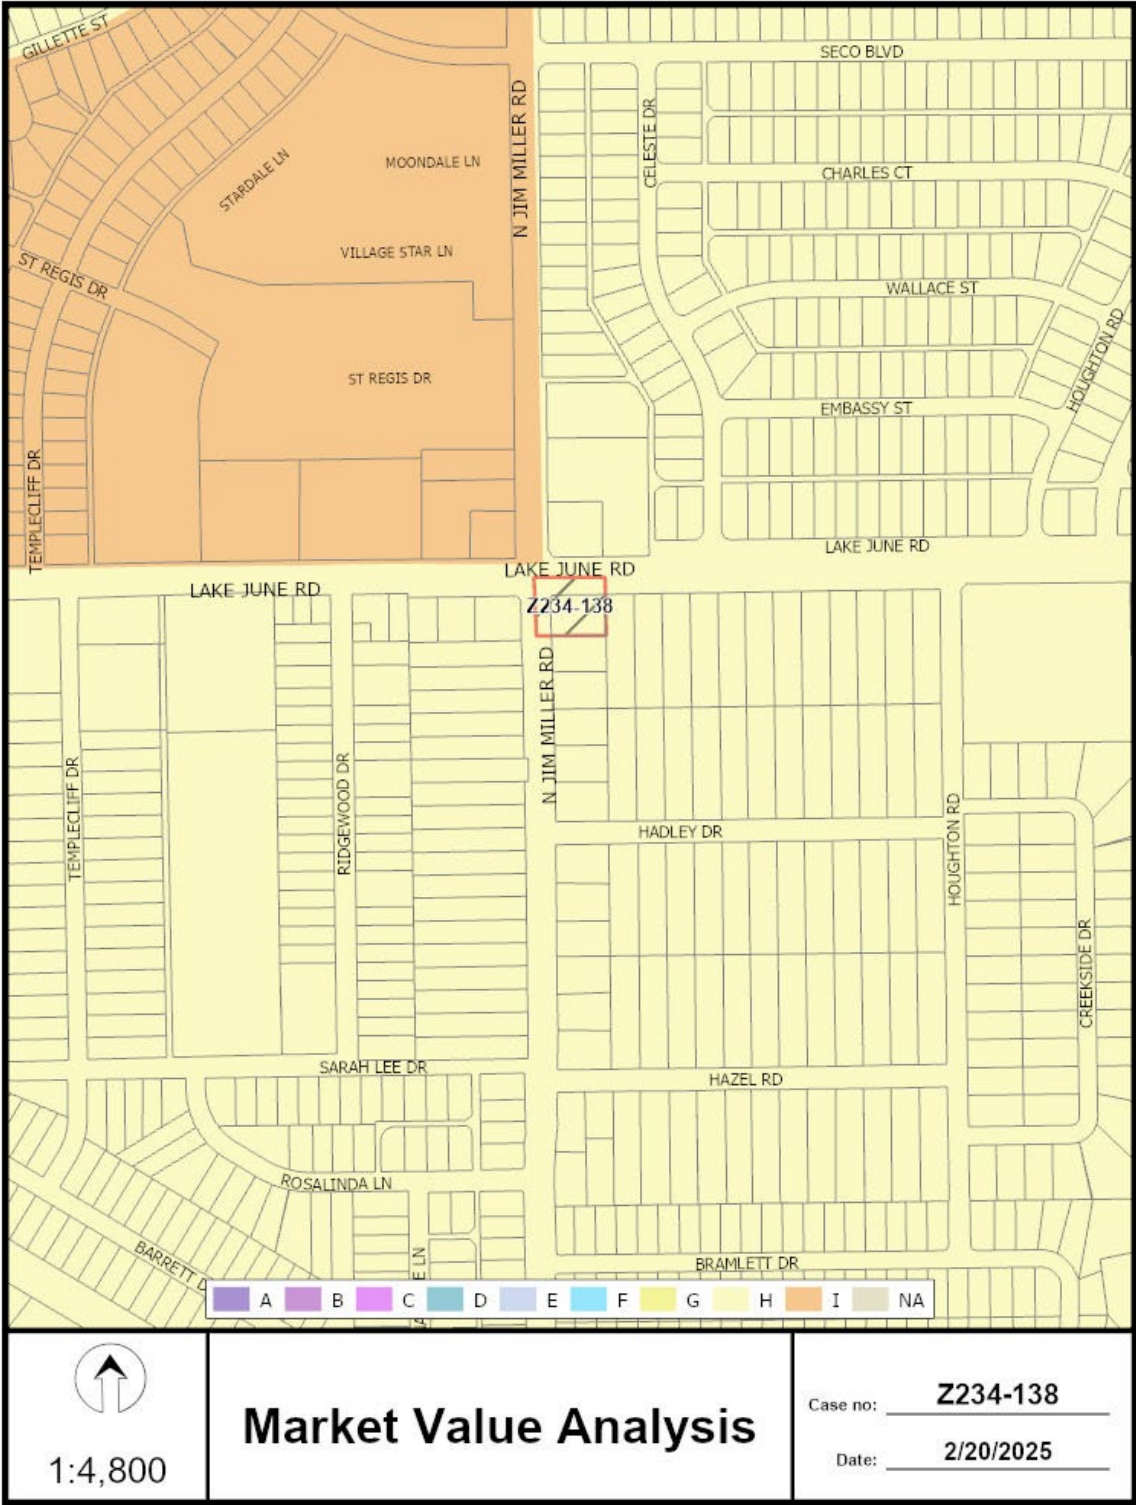 GILLETTE ST
SECO BLVD
N JIM MILLER RD
CELESTE DR
STARDALE LN
MOONDALE LN
CHARLES CT
VILLAGE STAR LN
ST REGIS DR
WALLACE ST
HOUGHTON RD
ST REGIS DR
EMBASSY ST
TEMPLECLIFF DR
LAKE JUNE RD
LAKE JUNE RD
LAKE JUNE RD
Z234-138
N JIM MILLER RD
TEMPLECLIFF DR
RIDGEWOOD DR
HADLEY DR
HOUGHTON RD
CREEKSIDE DR
SARAH LEE DR
HAZEL RD
ROSALINDA LN
BARRETT D
E LN
BRAMLETT DR
A B C D E F G H I NA
1:4,800
Market Value Analysis
Case no: Z234-138
Date: 2/20/2025